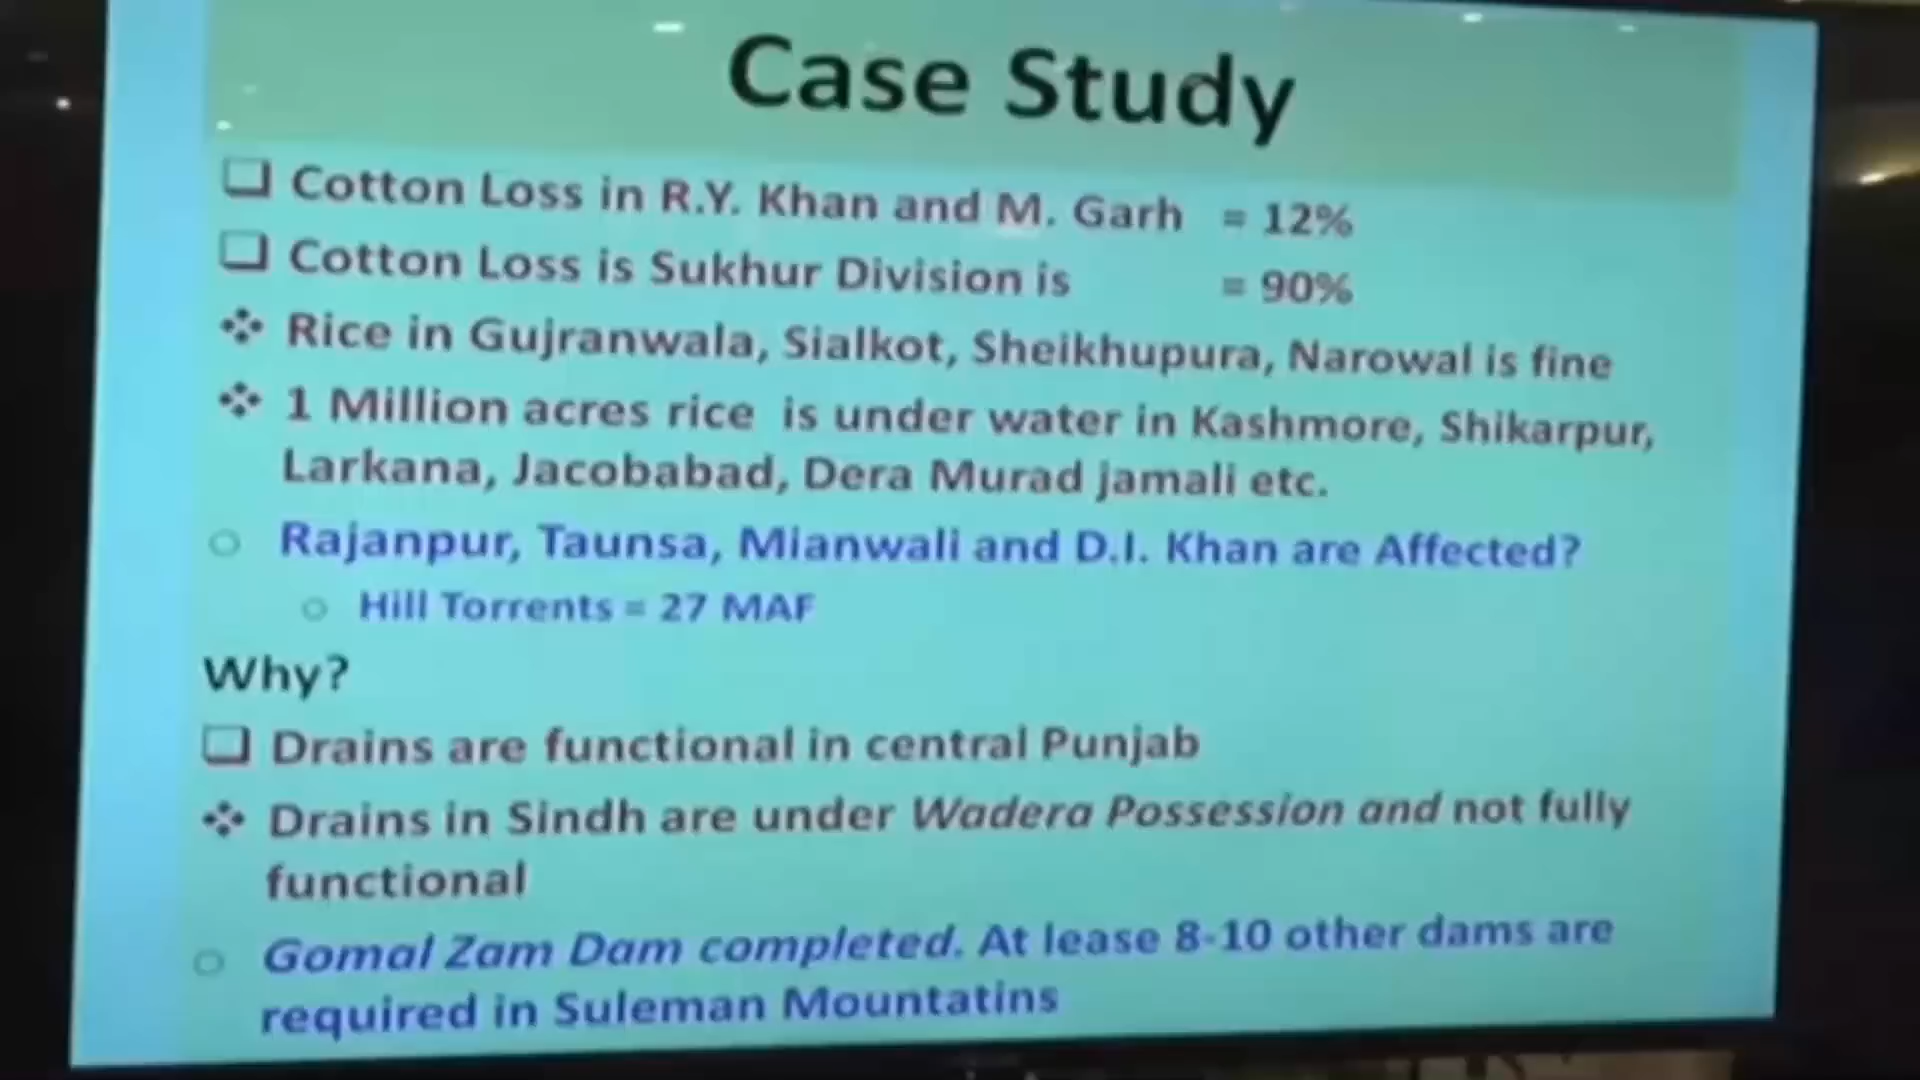 Case Study
Cotton Loss in R.Y. Khan and M. Garh = 12%
Cotton Loss is Sukhur Division is = 90%
Rice in Gujranwala, Sialkot, Sheikhupura, Narowal is fine
1 Million acres rice is under water in Kashmore, Shikarpur,
Larkana, Jacobabad, Dera Murad jamali etc.
Rajanpur, Taunsa, Mianwali and D.I. Khan are Affected?
Hill Torrents = 27 MAF
Why?
Drains are functional in central Punjab
Drains in Sindh are under Wadera Possession and not fully
functional
Gomal Zam Dam completed. At lease 8-10 other dams are
required in Suleman Mountatins